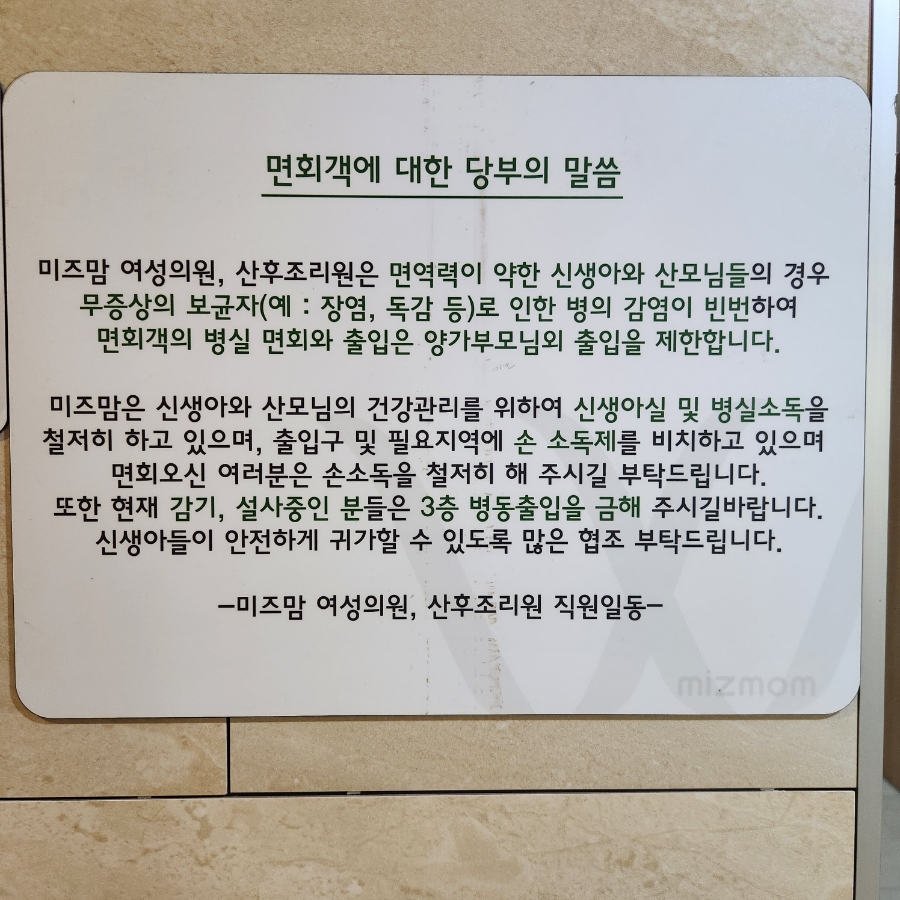 면회객에 대한 당부의 말씀
미즈맘 여성의원, 산후조리원은 면역력이 약한 신생아와 산모님들의 경우
무증상의 보균자(예 : 장염, 독감 등)로 인한 병의 감염이 빈번하여
면회객의 병실 면회와 출입은 양가부모님외 출입을 제한합니다.
미즈맘은 신생아와 산모님의 건강관리를 위하여 신생아실 및 병실소독을
철저히 하고 있으며, 출입구 및 필요지역에 손 소독제를 비치하고 있으며
면회오신 여러분은 손소독을 철저히 해 주시길 부탁드립니다.
또한 현재 감기, 설사중인 분들은 3층 병동출입을 금해 주시길바랍니다.
신생아들이 안전하게 귀가할 수 있도록 많은 협조 부탁드립니다.
–미즈맘 여성의원, 산후조리원 직원일동–
mizmom